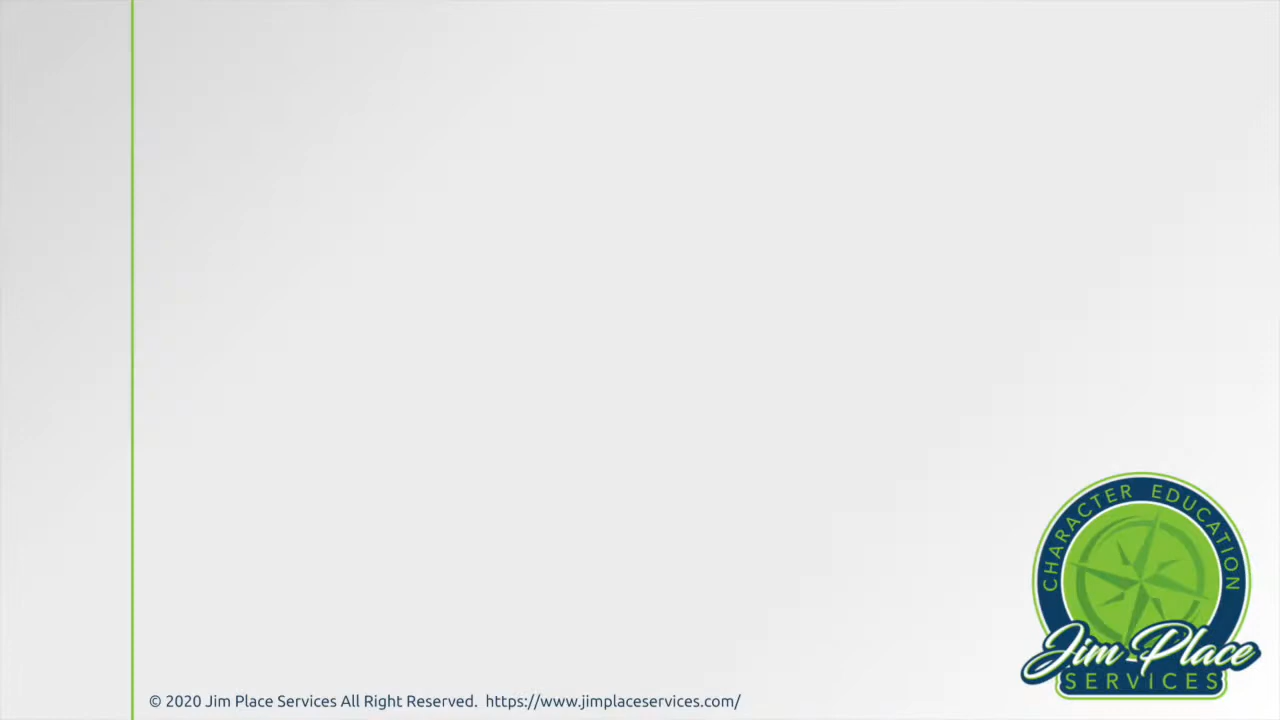 CHARACTER EDUCATION
Jim Place
SERVICES
© 2020 Jim Place Services All Right Reserved. https://www.jimplaceservices.com/